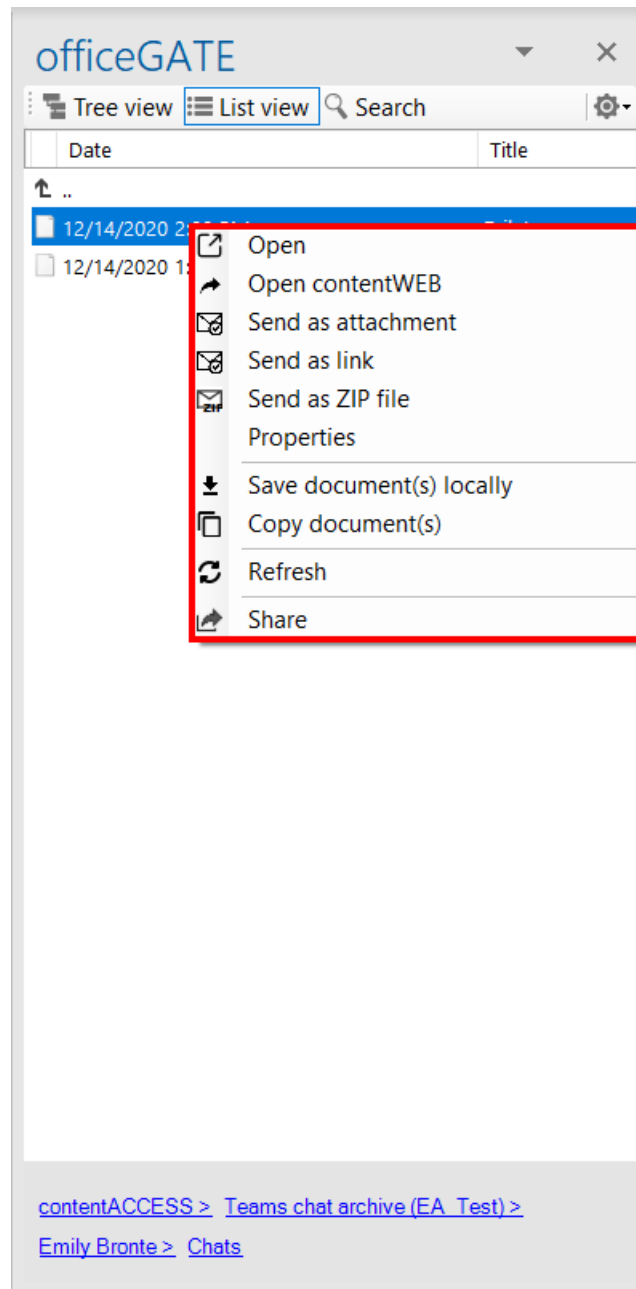 officeGATE
Tree view List view Search
Date Title
..
12/14/2020
12/14/2020
Open
Open contentWEB
Send as attachment
Send as link
ZIP Send as ZIP file
Properties
Save document(s) locally
Copy document(s)
Refresh
Share
contentACCESS > Teams chat archive (EA_Test) >
Emily Bronte > Chats